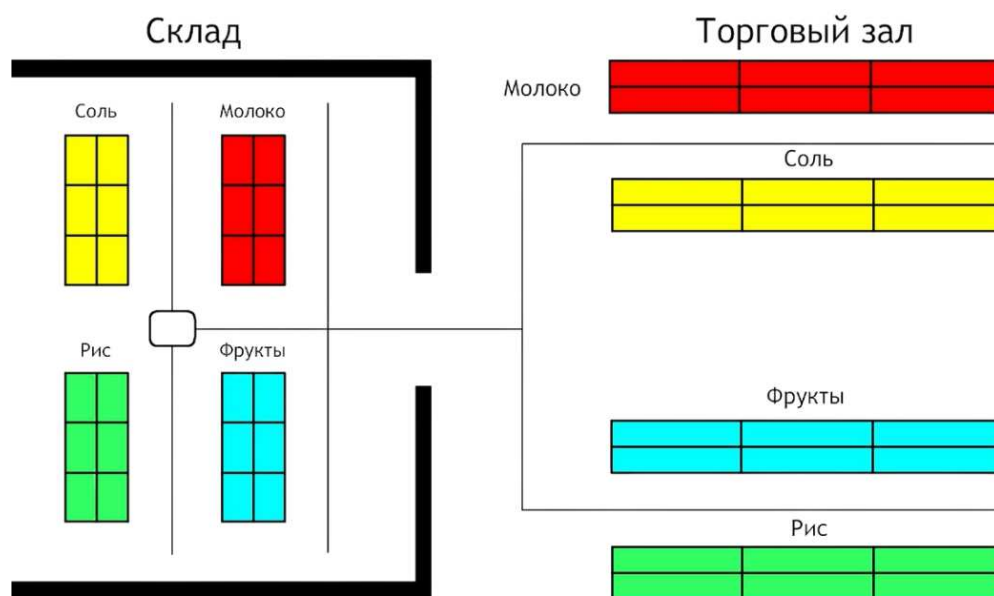 Склад
Торговый зал
Молоко
Соль
Молоко
Соль
Рис
Фрукты
Фрукты
Рис